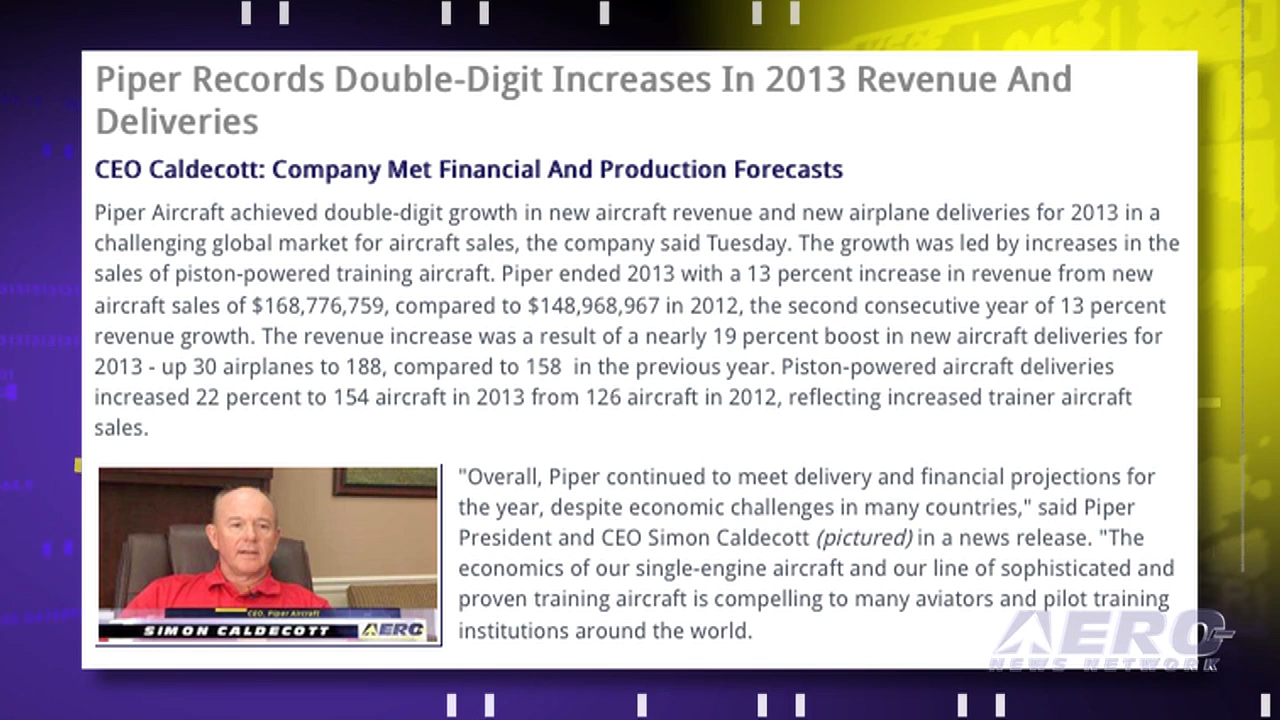 Piper Records Double-Digit Increases In 2013 Revenue And
Deliveries
CEO Caldecott: Company Met Financial And Production Forecasts
Piper Aircraft achieved double-digit growth in new aircraft revenue and new airplane deliveries for 2013 in a
challenging global market for aircraft sales, the company said Tuesday. The growth was led by increases in the
sales of piston-powered training aircraft. Piper ended 2013 with a 13 percent increase in revenue from new
aircraft sales of $168,776,759, compared to $148,968,967 in 2012, the second consecutive year of 13 percent
revenue growth. The revenue increase was a result of a nearly 19 percent boost in new aircraft deliveries for
2013 - up 30 airplanes to 188, compared to 158  in the previous year. Piston-powered aircraft deliveries
increased 22 percent to 154 aircraft in 2013 from 126 aircraft in 2012, reflecting increased trainer aircraft
sales.
"Overall, Piper continued to meet delivery and financial projections for
the year, despite economic challenges in many countries," said Piper
President and CEO Simon Caldecott (pictured) in a news release. "The
economics of our single-engine aircraft and our line of sophisticated and
proven training aircraft is compelling to many aviators and pilot training
institutions around the world.
CEO, Piper Aircraft
SIMON CALDECOTT
AERO
AERO
NEWS NETWORK